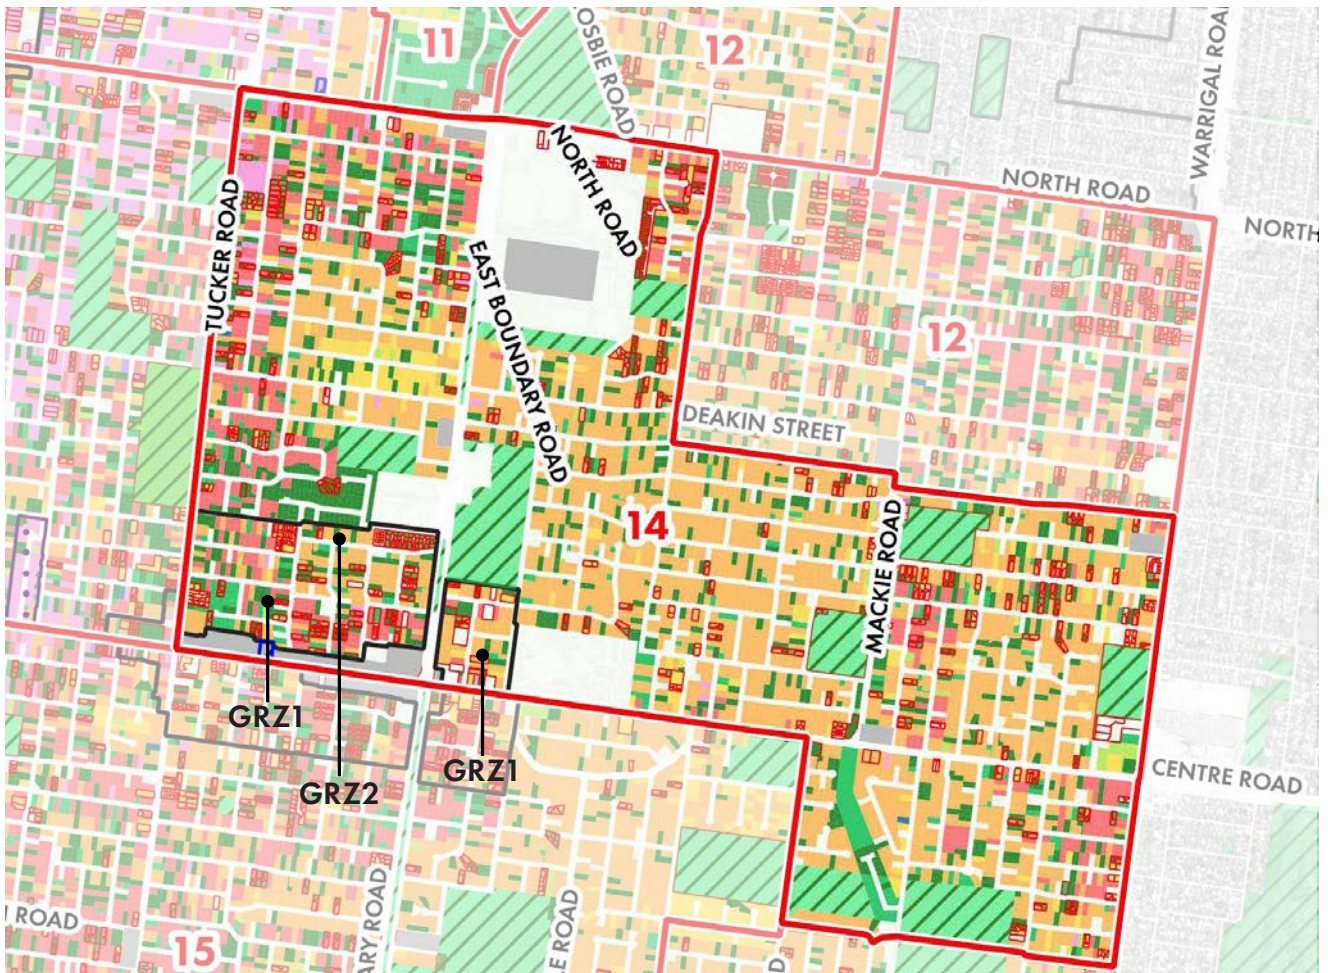 11
12
OSBIE ROAD
WARRIGAL ROA
NORTH ROAD
NORTH ROAD
NORTH
TUCKER ROAD
EAST BOUNDARY ROAD
12
DEAKIN STREET
14
MACKIE ROAD
GRZ1
GRZ2
GRZ1
CENTRE ROAD
ROAD
15
ARY ROAD
LE ROAD
D